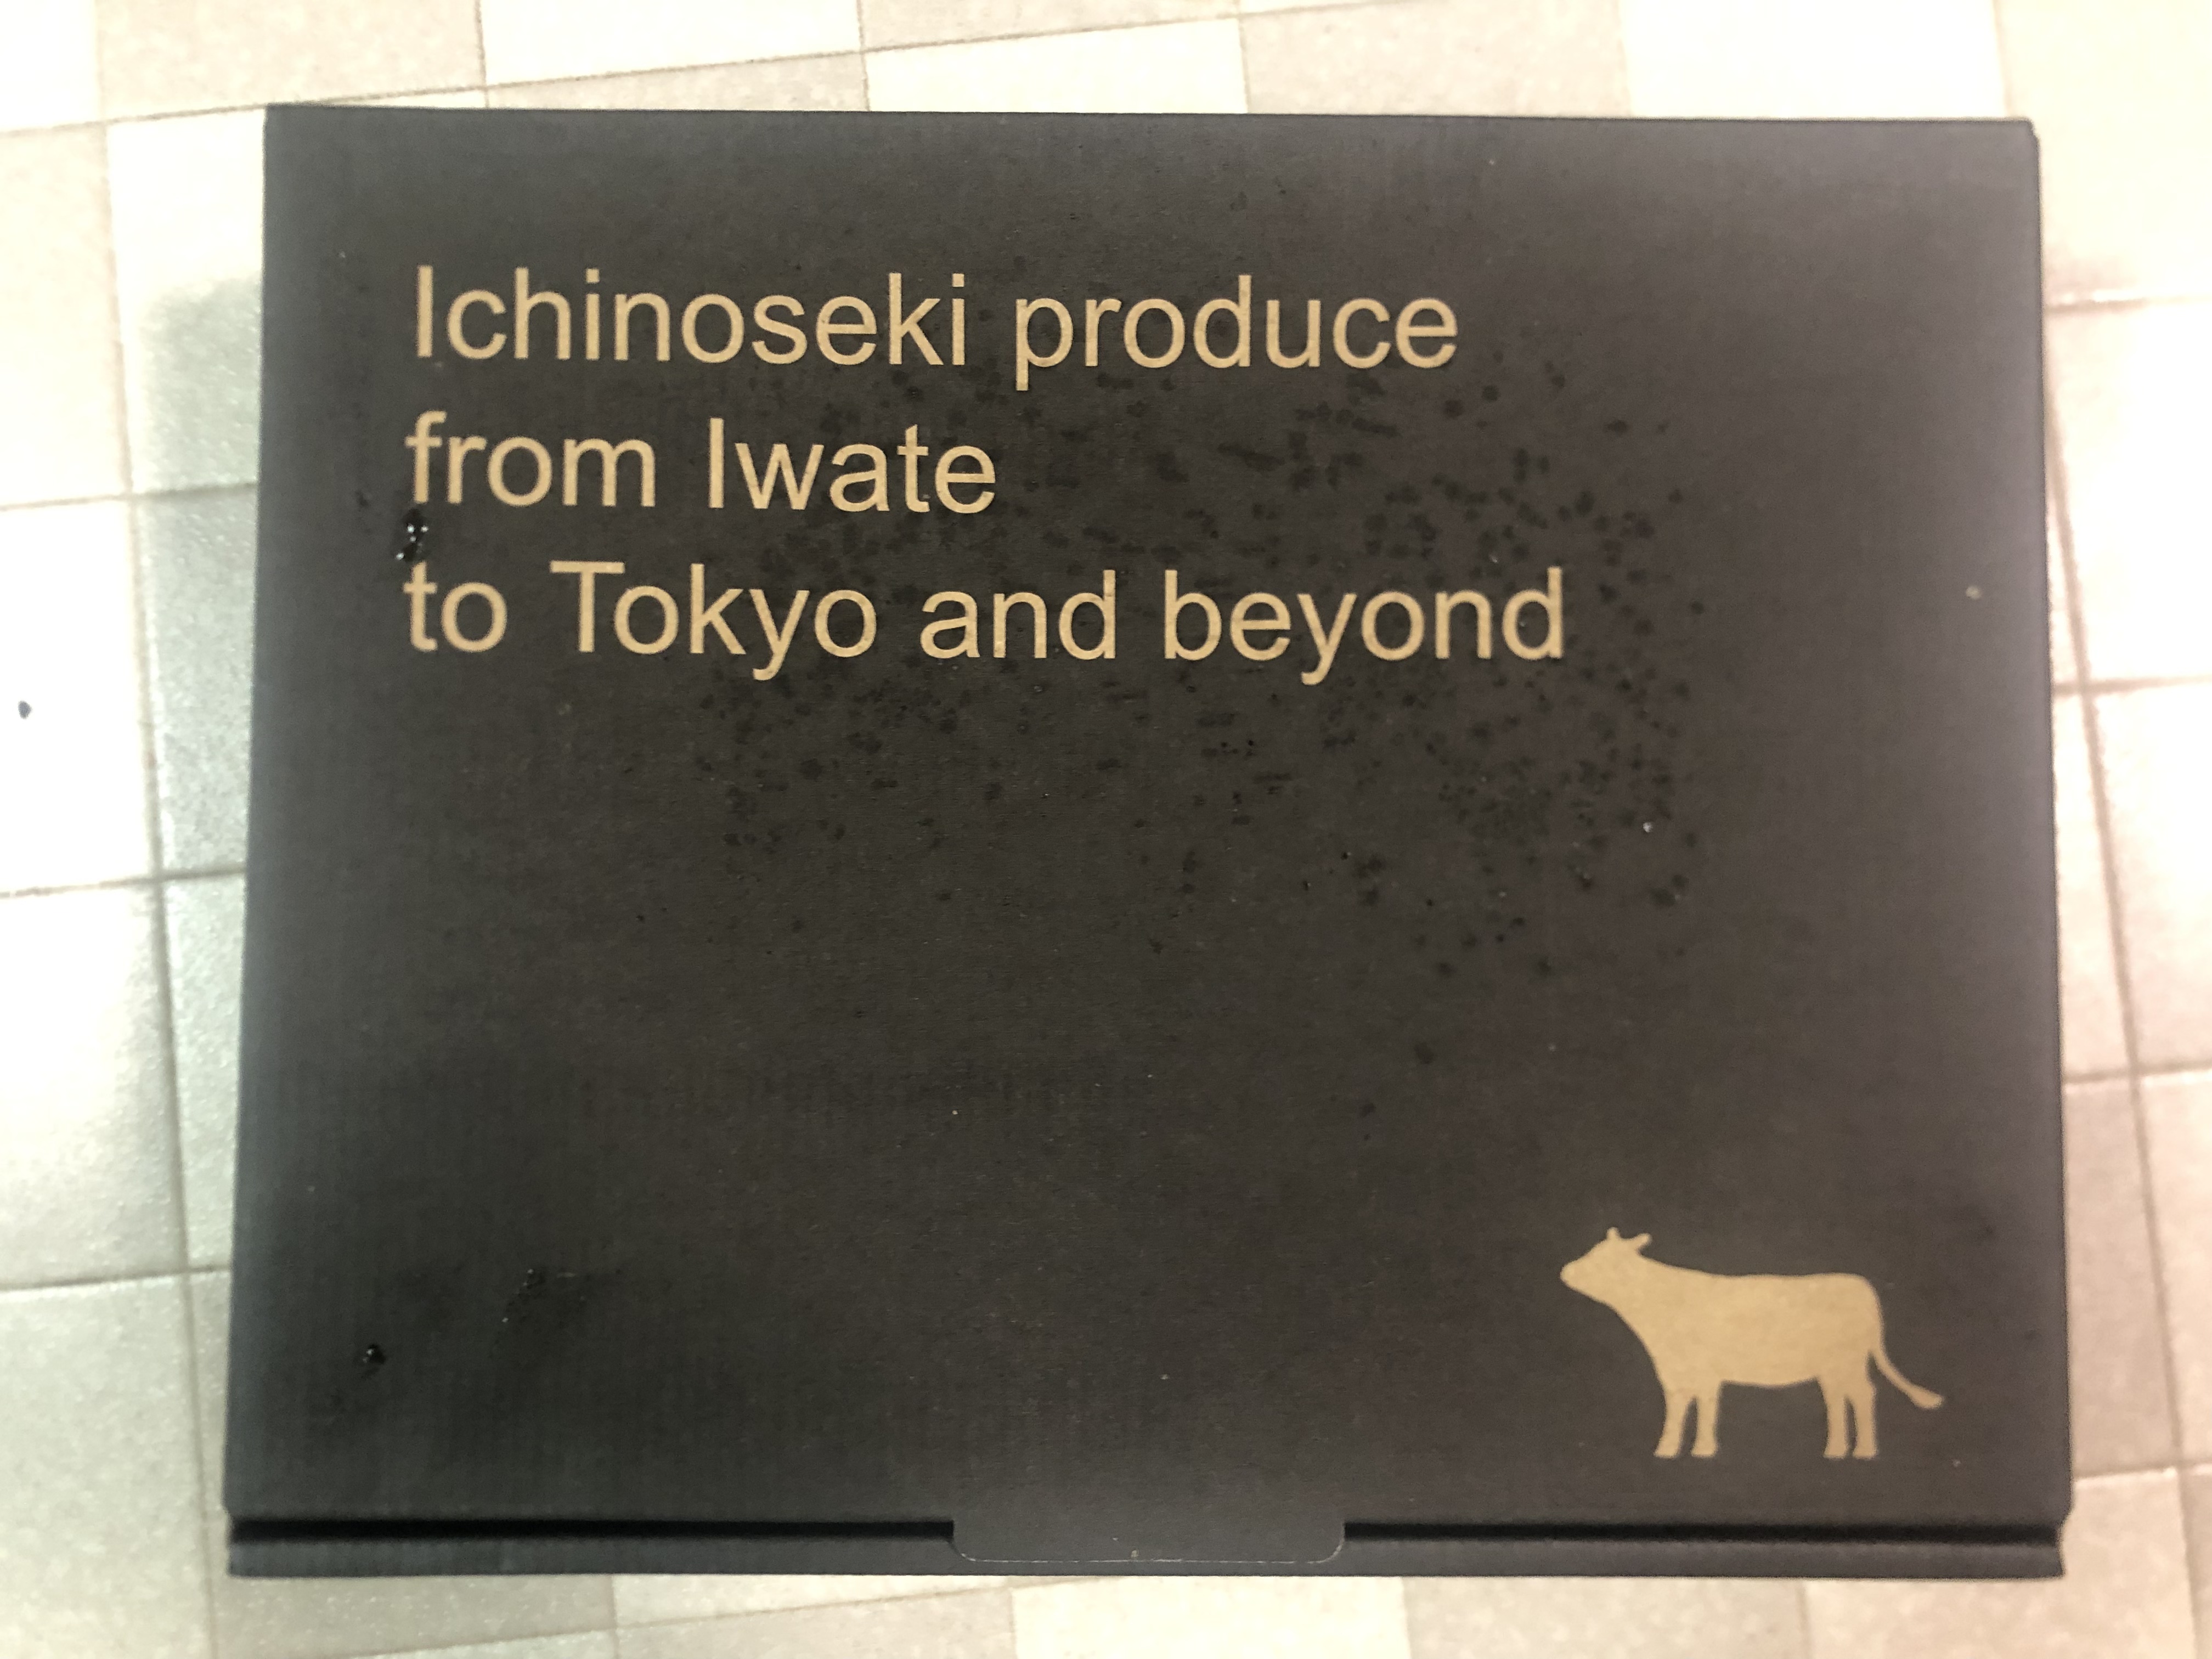 Ichinoseki produce
from Iwate
to Tokyo and beyond